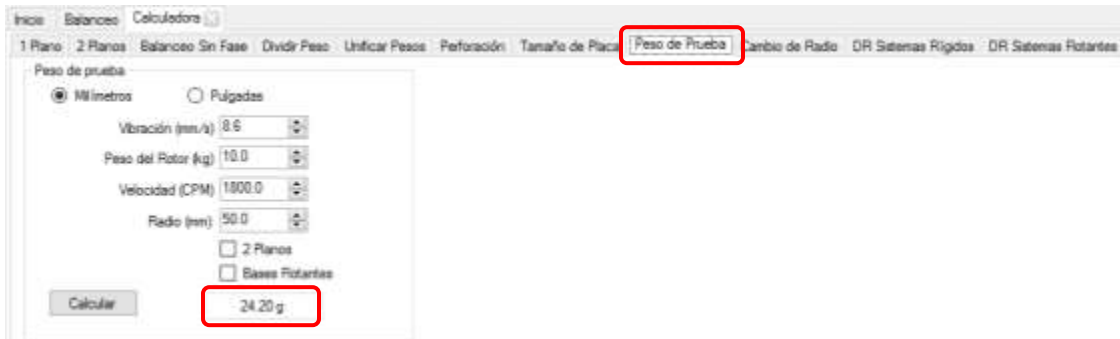 Inicio Balanceo Calculadora
1 Plano 2 Planos Balanceo Sin Fase Dividir Peso Unificar Pesos Perforación Tamaño de Placa Peso de Prueba Cambio de Radio DR Sistemas Rígidos DR Sistemas Flotantes
Peso de prueba
Milímetros Pulgadas
Vibración (mm/s) 8.6
Peso del Rotor (kg) 10.0
Velocidad (CPM) 1800.0
Radio (mm) 50.0
2 Planos
Bases Flotantes
Calcular 24.20 g